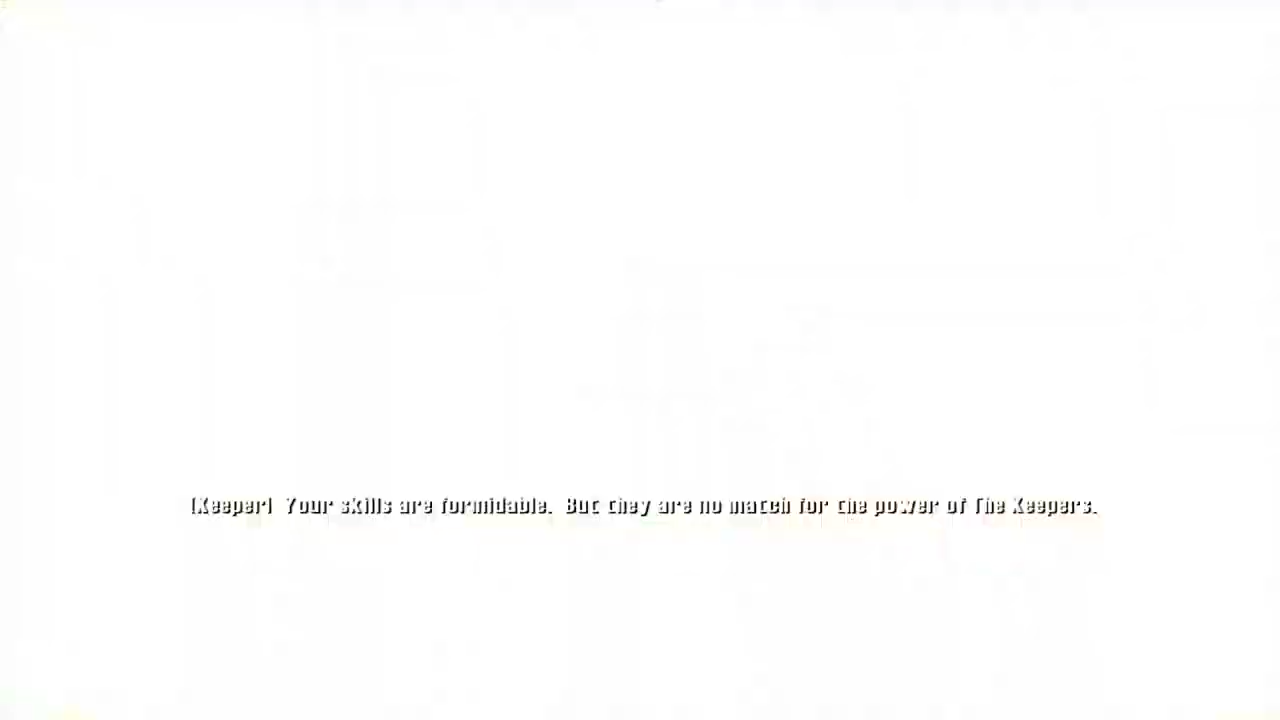 [Keeper]  Your skills are formidable.  But they are no match for the power of The Keepers.